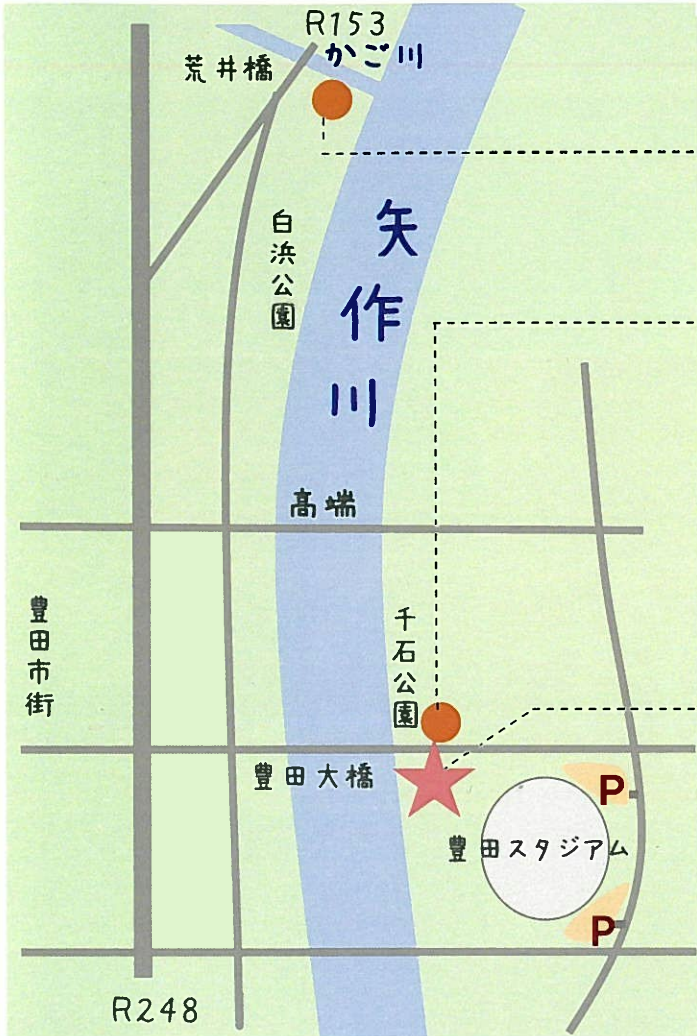 R153
かご川
荒井橋
白浜公園
矢作川
高端
千石公園
豊田市街
豊田大橋
P
豊田スタジアム
P
R248